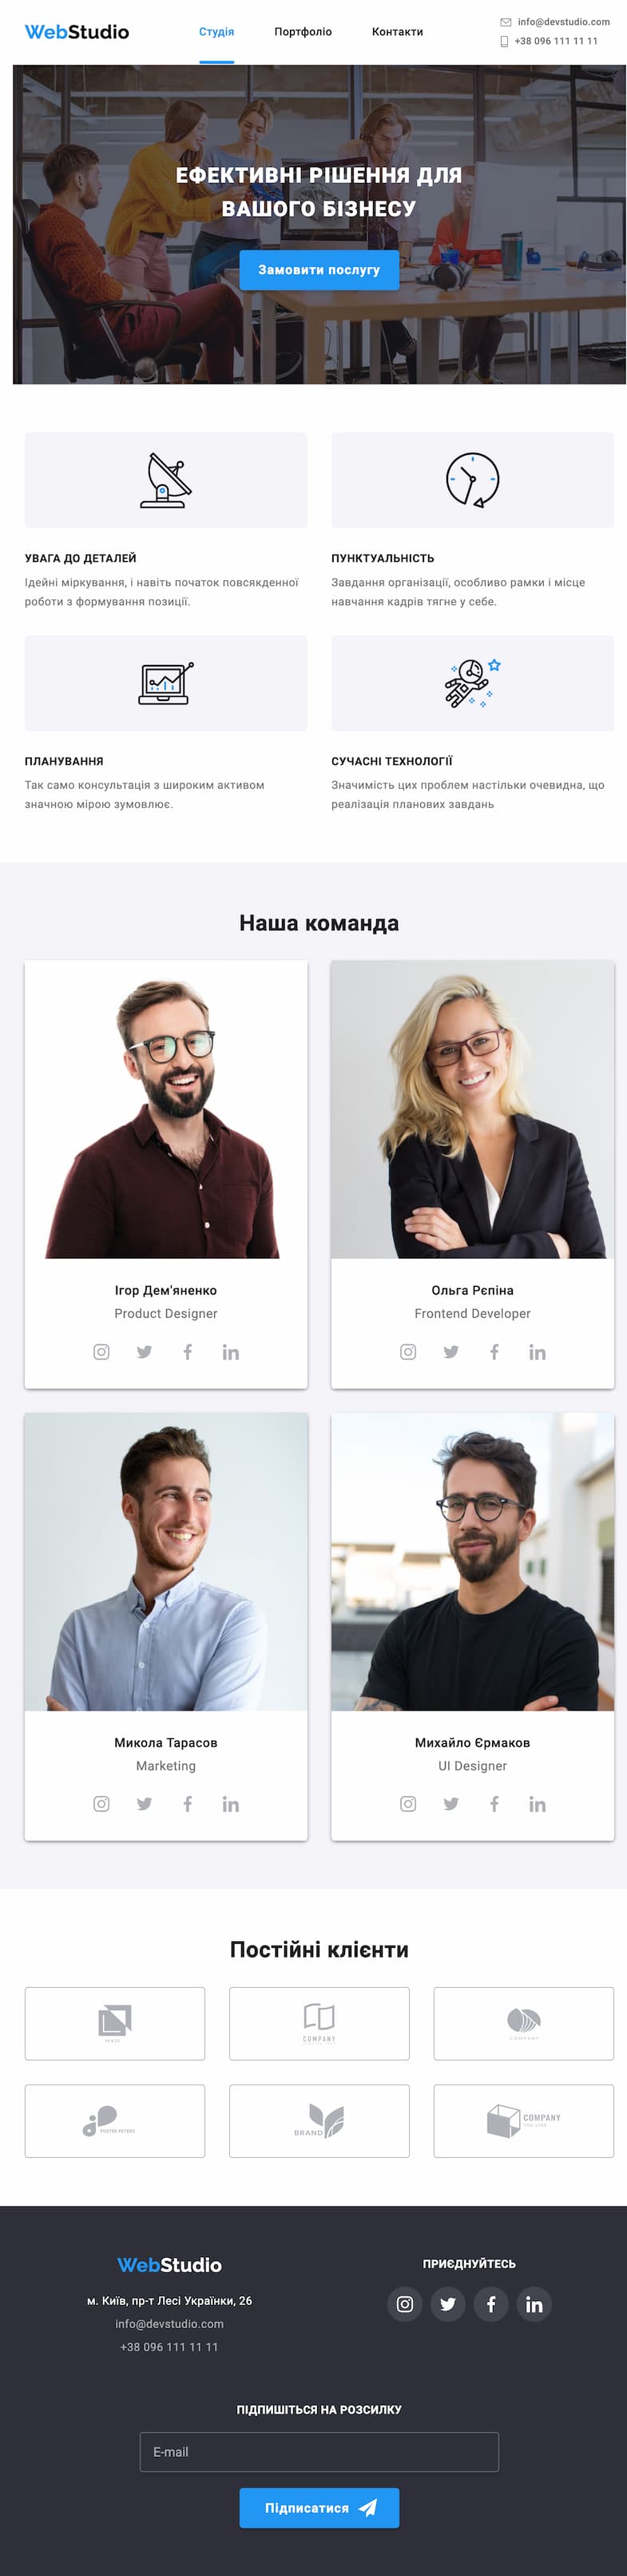 WebStudio
Студія
Портфоліо
Контакти
info@devstudio.com
+38 096 111 11 11
ЕФЕКТИВНІ РІШЕННЯ ДЛЯ
ВАШОГО БІЗНЕСУ
Замовити послугу
УВАГА ДО ДЕТАЛЕЙ
Ідейні міркування, і навіть початок повсякденної
роботи з формування позиції.
ПУНКТУАЛЬНІСТЬ
Завдання організації, особливо рамки і місце
навчання кадрів тягне у себе.
ПЛАНУВАННЯ
Так само консультація з широким активом
значною мірою зумовлює.
СУЧАСНІ ТЕХНОЛОГІЇ
Значимість цих проблем настільки очевидна, що
реалізація планових завдань
Наша команда
Ігор Дем'яненко
Product Designer
Ольга Рєпіна
Frontend Developer
Микола Тарасов
Marketing
Михайло Єрмаков
UI Designer
Постійні клієнти
COMPANY
COMPANY
FOSTER PETERS
BRAND
COMPANY
TAG LINE
WebStudio
м. Київ, пр-т Лесі Українки, 26
info@devstudio.com
+38 096 111 11 11
ПРИЄДНУЙТЕСЬ
ПІДПИШІТЬСЯ НА РОЗСИЛКУ
E-mail
Підписатися